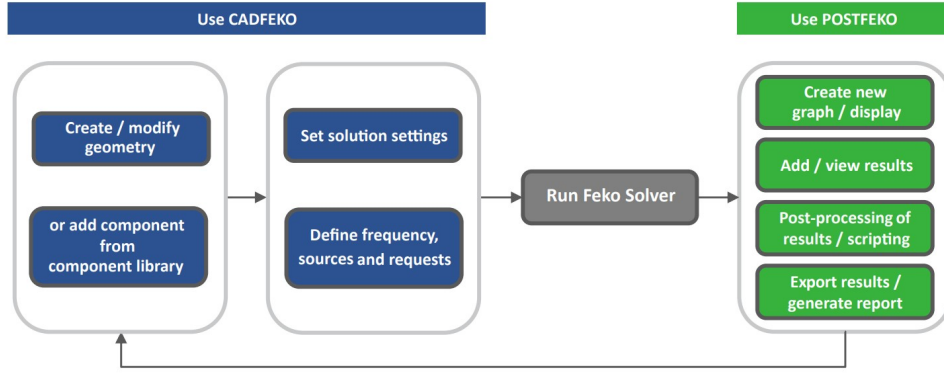 Use CADFEKO
Use POSTFEKO
Create / modify
geometry
or add component
from
component library
Set solution settings
Define frequency,
sources and requests
Run Feko Solver
Create new
graph / display
Add / view results
Post-processing of
results / scripting
Export results /
generate report